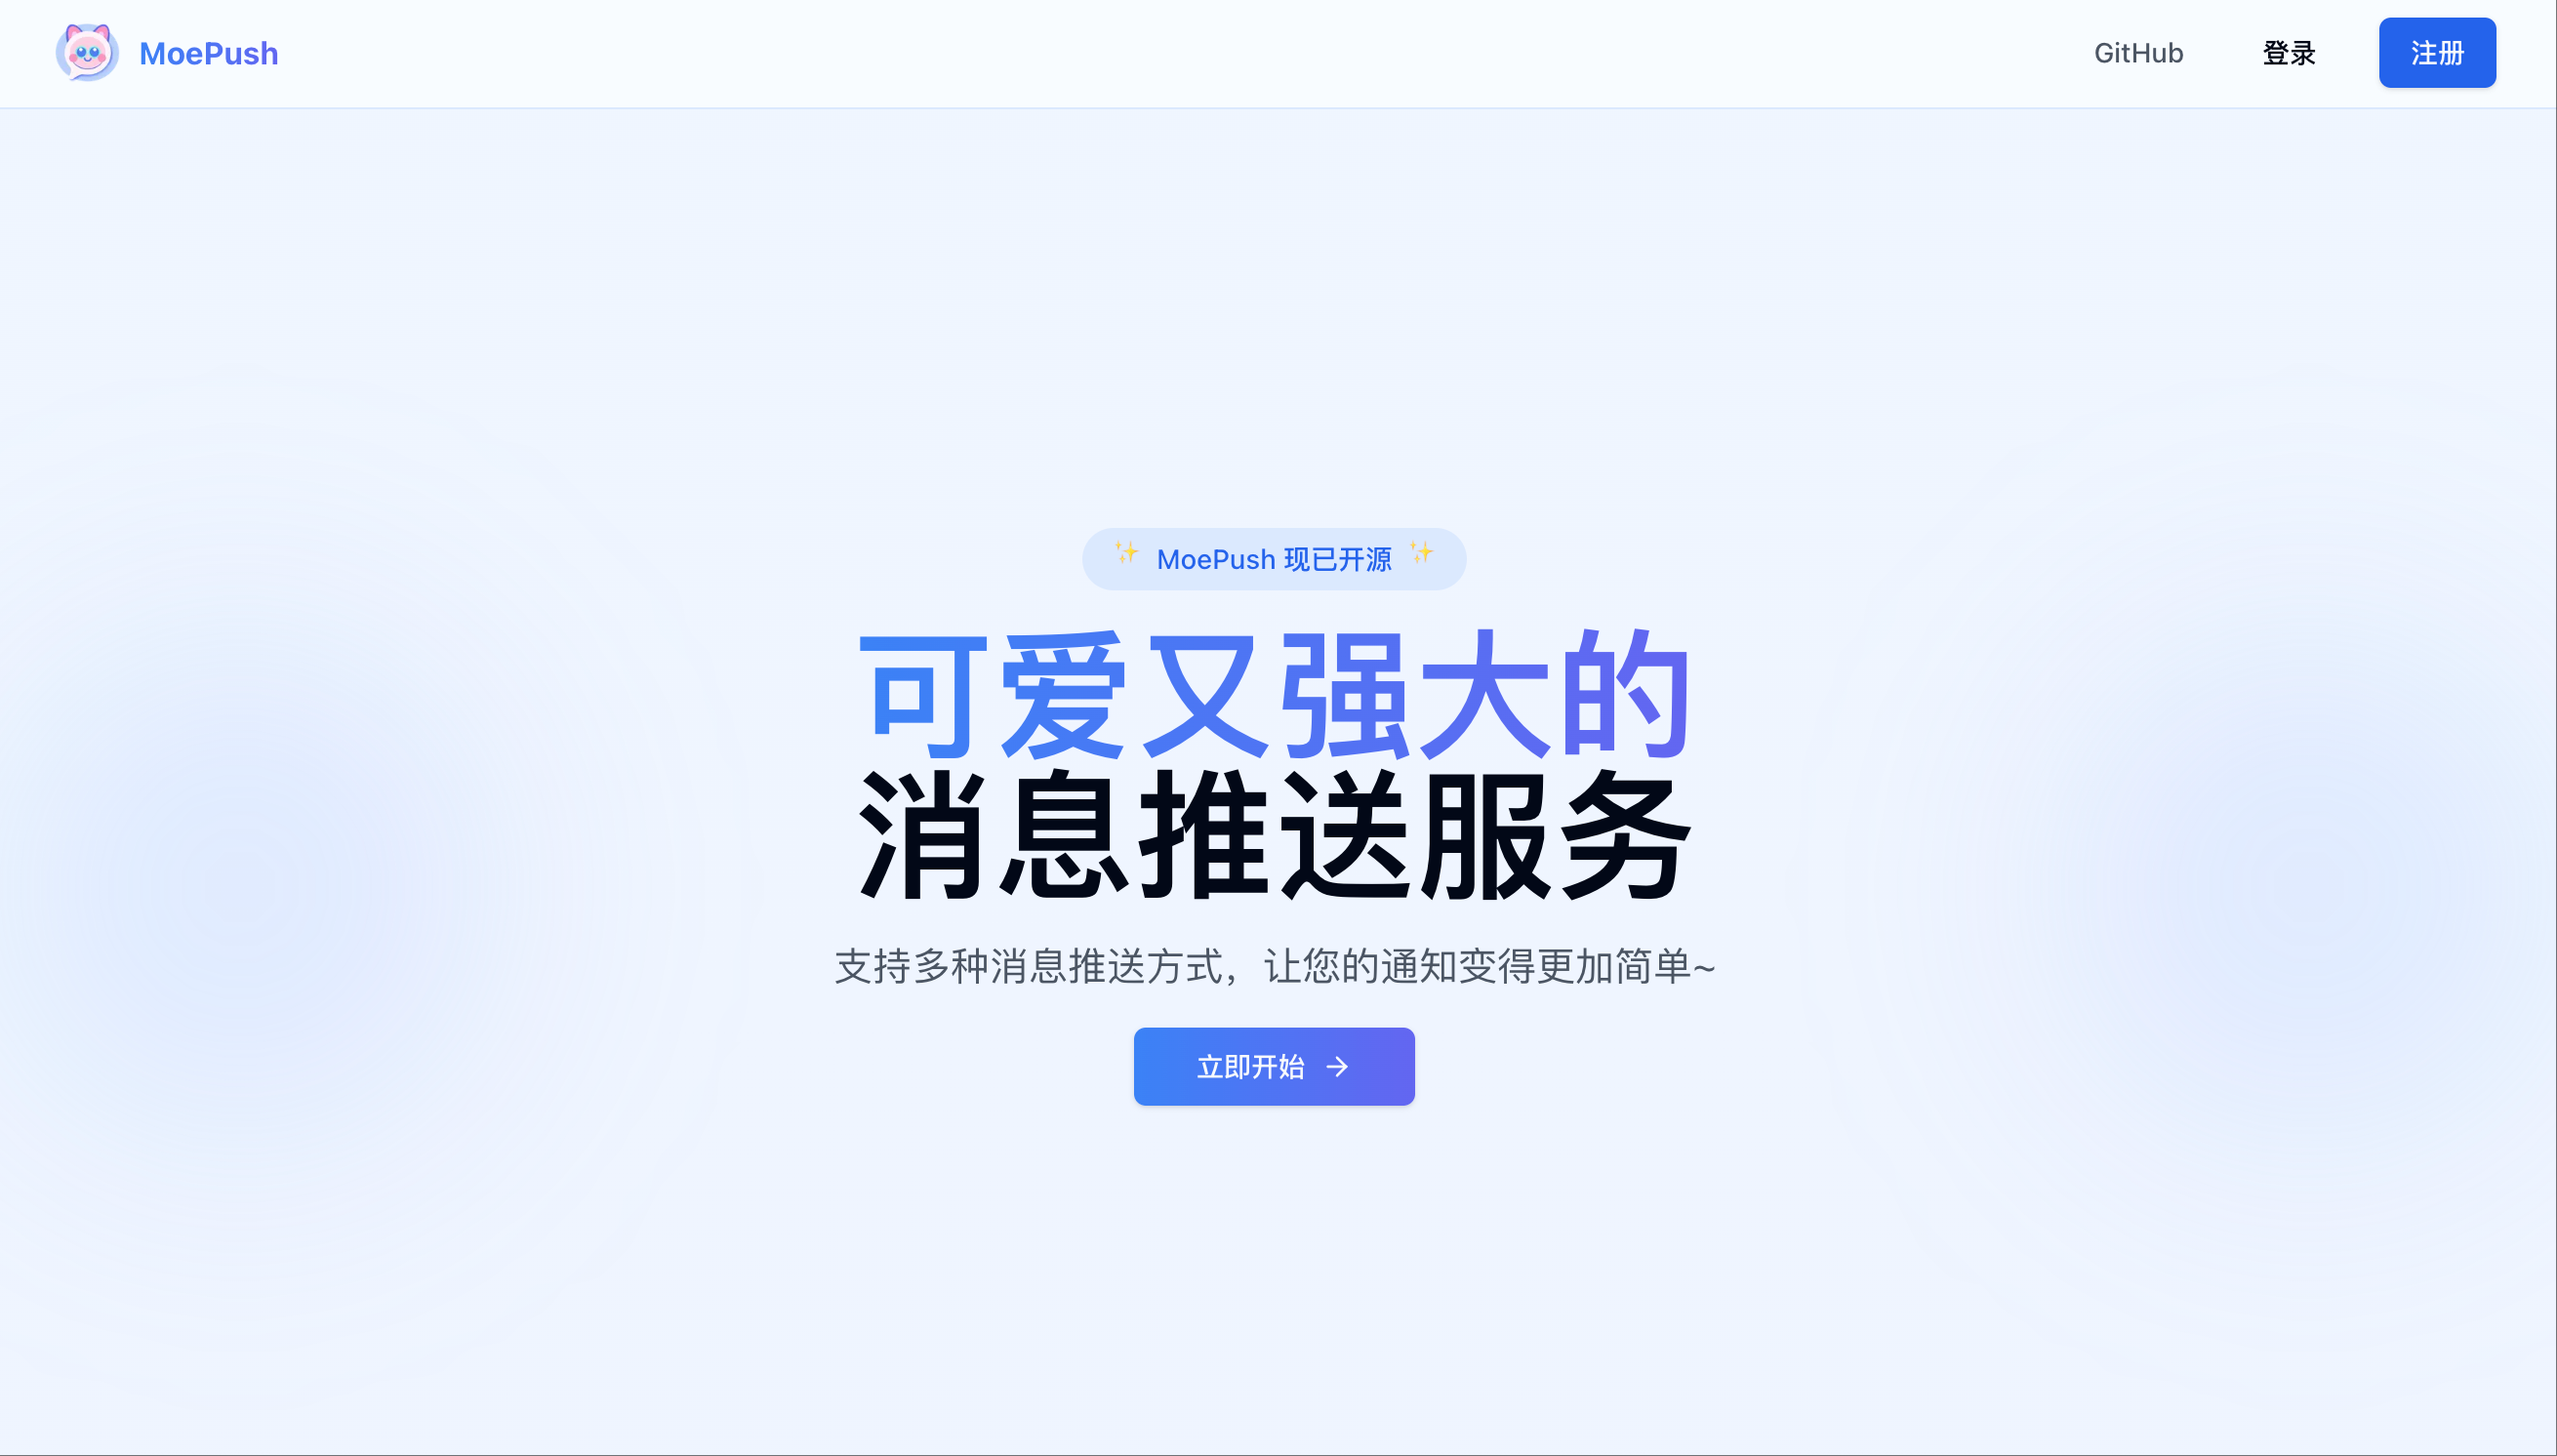 MoePush
GitHub
登录
注册
✨ MoePush 现已开源 ✨
可爱又强大的
消息推送服务
支持多种消息推送方式，让您的通知变得更加简单~
立即开始 →